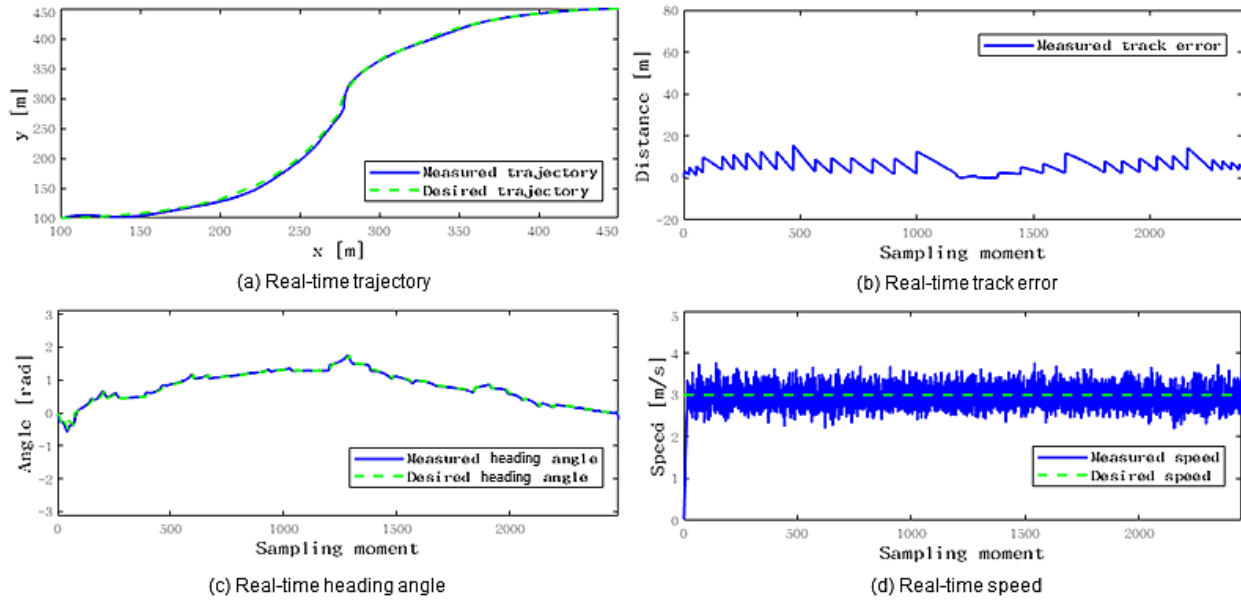 450
400
350
300
250
200
150
100
y [m]
Measured trajectory
Desired trajectory
100 150 200 250 300 350 400 450
x [m]
(a) Real-time trajectory
80
60
40
20
0
-20
Distance [m]
Measured track error
0 500 1000 1500 2000
Sampling moment
(b) Real-time track error
3
2
1
0
-1
-2
-3
Angle [rad]
Measured heading angle
Desired heading angle
0 500 1000 1500 2000
Sampling moment
(c) Real-time heading angle
5
4
3
2
1
0
Speed [m/s]
Measured speed
Desired speed
0 500 1000 1500 2000
Sampling moment
(d) Real-time speed